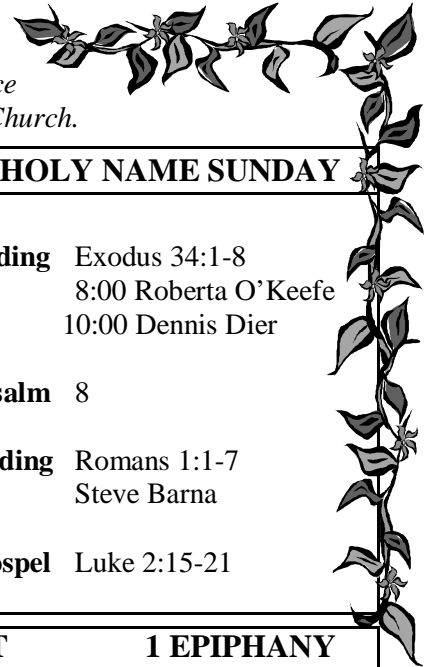 ce
Church.
HOLY NAME SUNDAY
ding Exodus 34:1-8
8:00 Roberta O’Keefe
10:00 Dennis Dier
salm 8
ding Romans 1:1-7
Steve Barna
ospel Luke 2:15-21
T 1 EPIPHANY